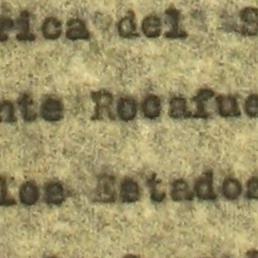 rica del S
nte Rocafue
los Estados